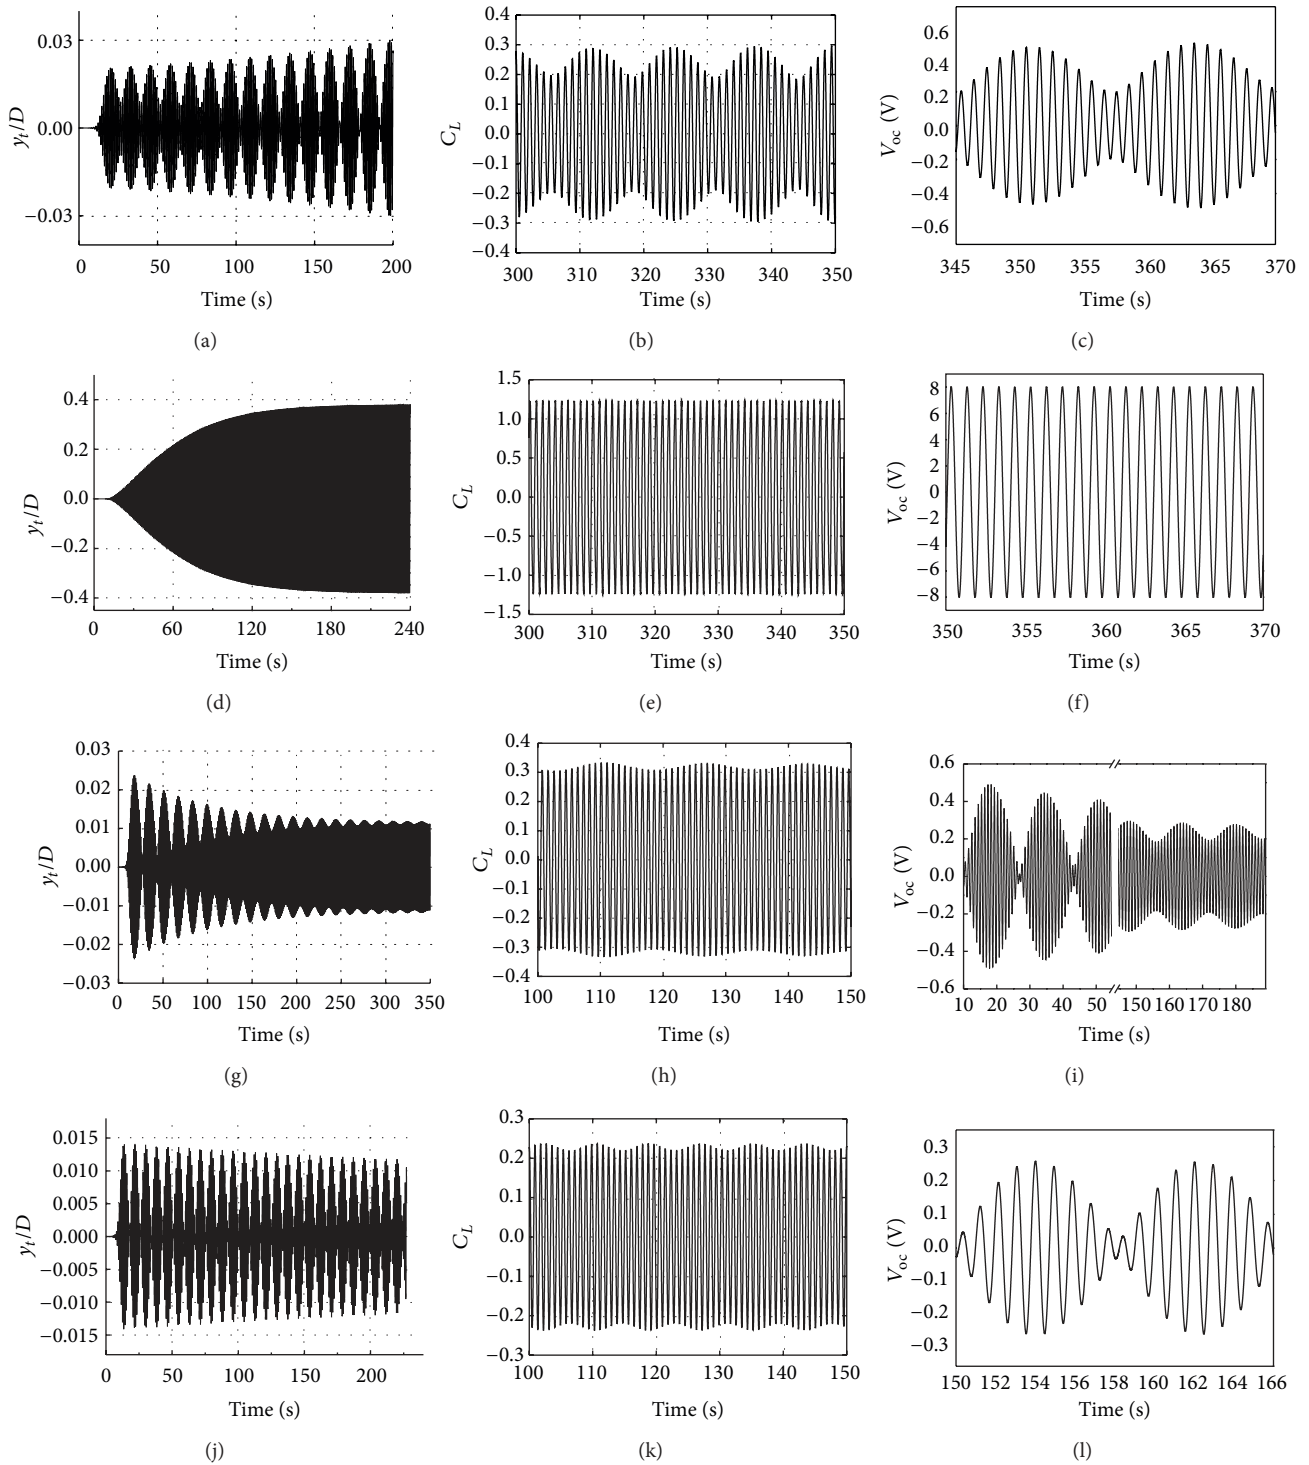 0.03
0.00
−0.03
y_t/D
0 50 100 150 200
Time (s)
(a)
0.4
0.3
0.2
0.1
0.0
−0.1
−0.2
−0.3
−0.4
C_L
300 310 320 330 340 350
Time (s)
(b)
0.6
0.4
0.2
0.0
−0.2
−0.4
−0.6
V_oc (V)
345 350 355 360 365 370
Time (s)
(c)
0.4
0.2
0.0
−0.2
−0.4
y_t/D
0 60 120 180 240
Time (s)
(d)
1.5
1.0
0.5
0.0
−0.5
−1.0
−1.5
C_L
300 310 320 330 340 350
Time (s)
(e)
8
6
4
2
0
−2
−4
−6
−8
V_oc (V)
350 355 360 365 370
Time (s)
(f)
0.03
0.02
0.01
0.00
−0.01
−0.02
−0.03
y_t/D
0 50 100 150 200 250 300 350
Time (s)
(g)
0.4
0.3
0.2
0.1
0.0
−0.1
−0.2
−0.3
−0.4
C_L
100 110 120 130 140 150
Time (s)
(h)
0.6
0.4
0.2
0.0
−0.2
−0.4
−0.6
V_oc (V)
10 20 30 40 50 150 160 170 180
Time (s)
(i)
0.015
0.010
0.005
0.000
−0.005
−0.010
−0.015
y_t/D
0 50 100 150 200
Time (s)
(j)
0.3
0.2
0.1
0.0
−0.1
−0.2
−0.3
C_L
100 110 120 130 140 150
Time (s)
(k)
0.3
0.2
0.1
0.0
−0.1
−0.2
−0.3
V_oc (V)
150 152 154 156 158 160 162 164 166
Time (s)
(l)